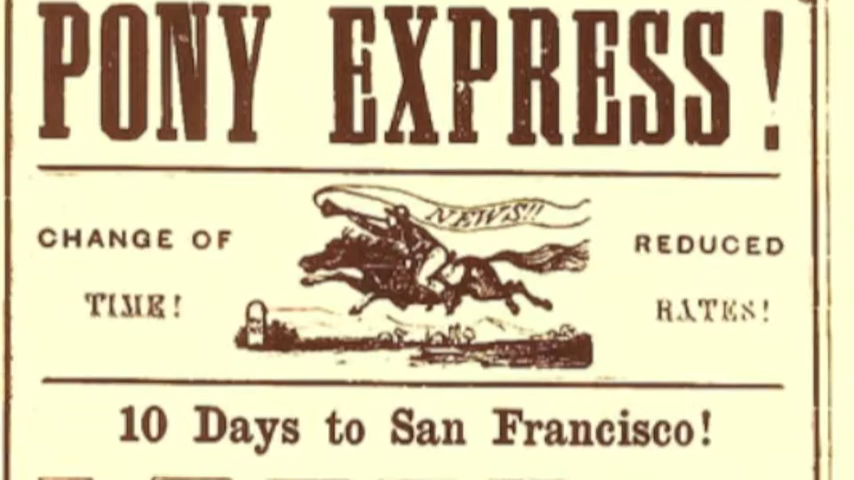 PONY EXPRESS!
NEWS!!
CHANGE OF
TIME!
REDUCED
RATES!
10 Days to San Francisco!